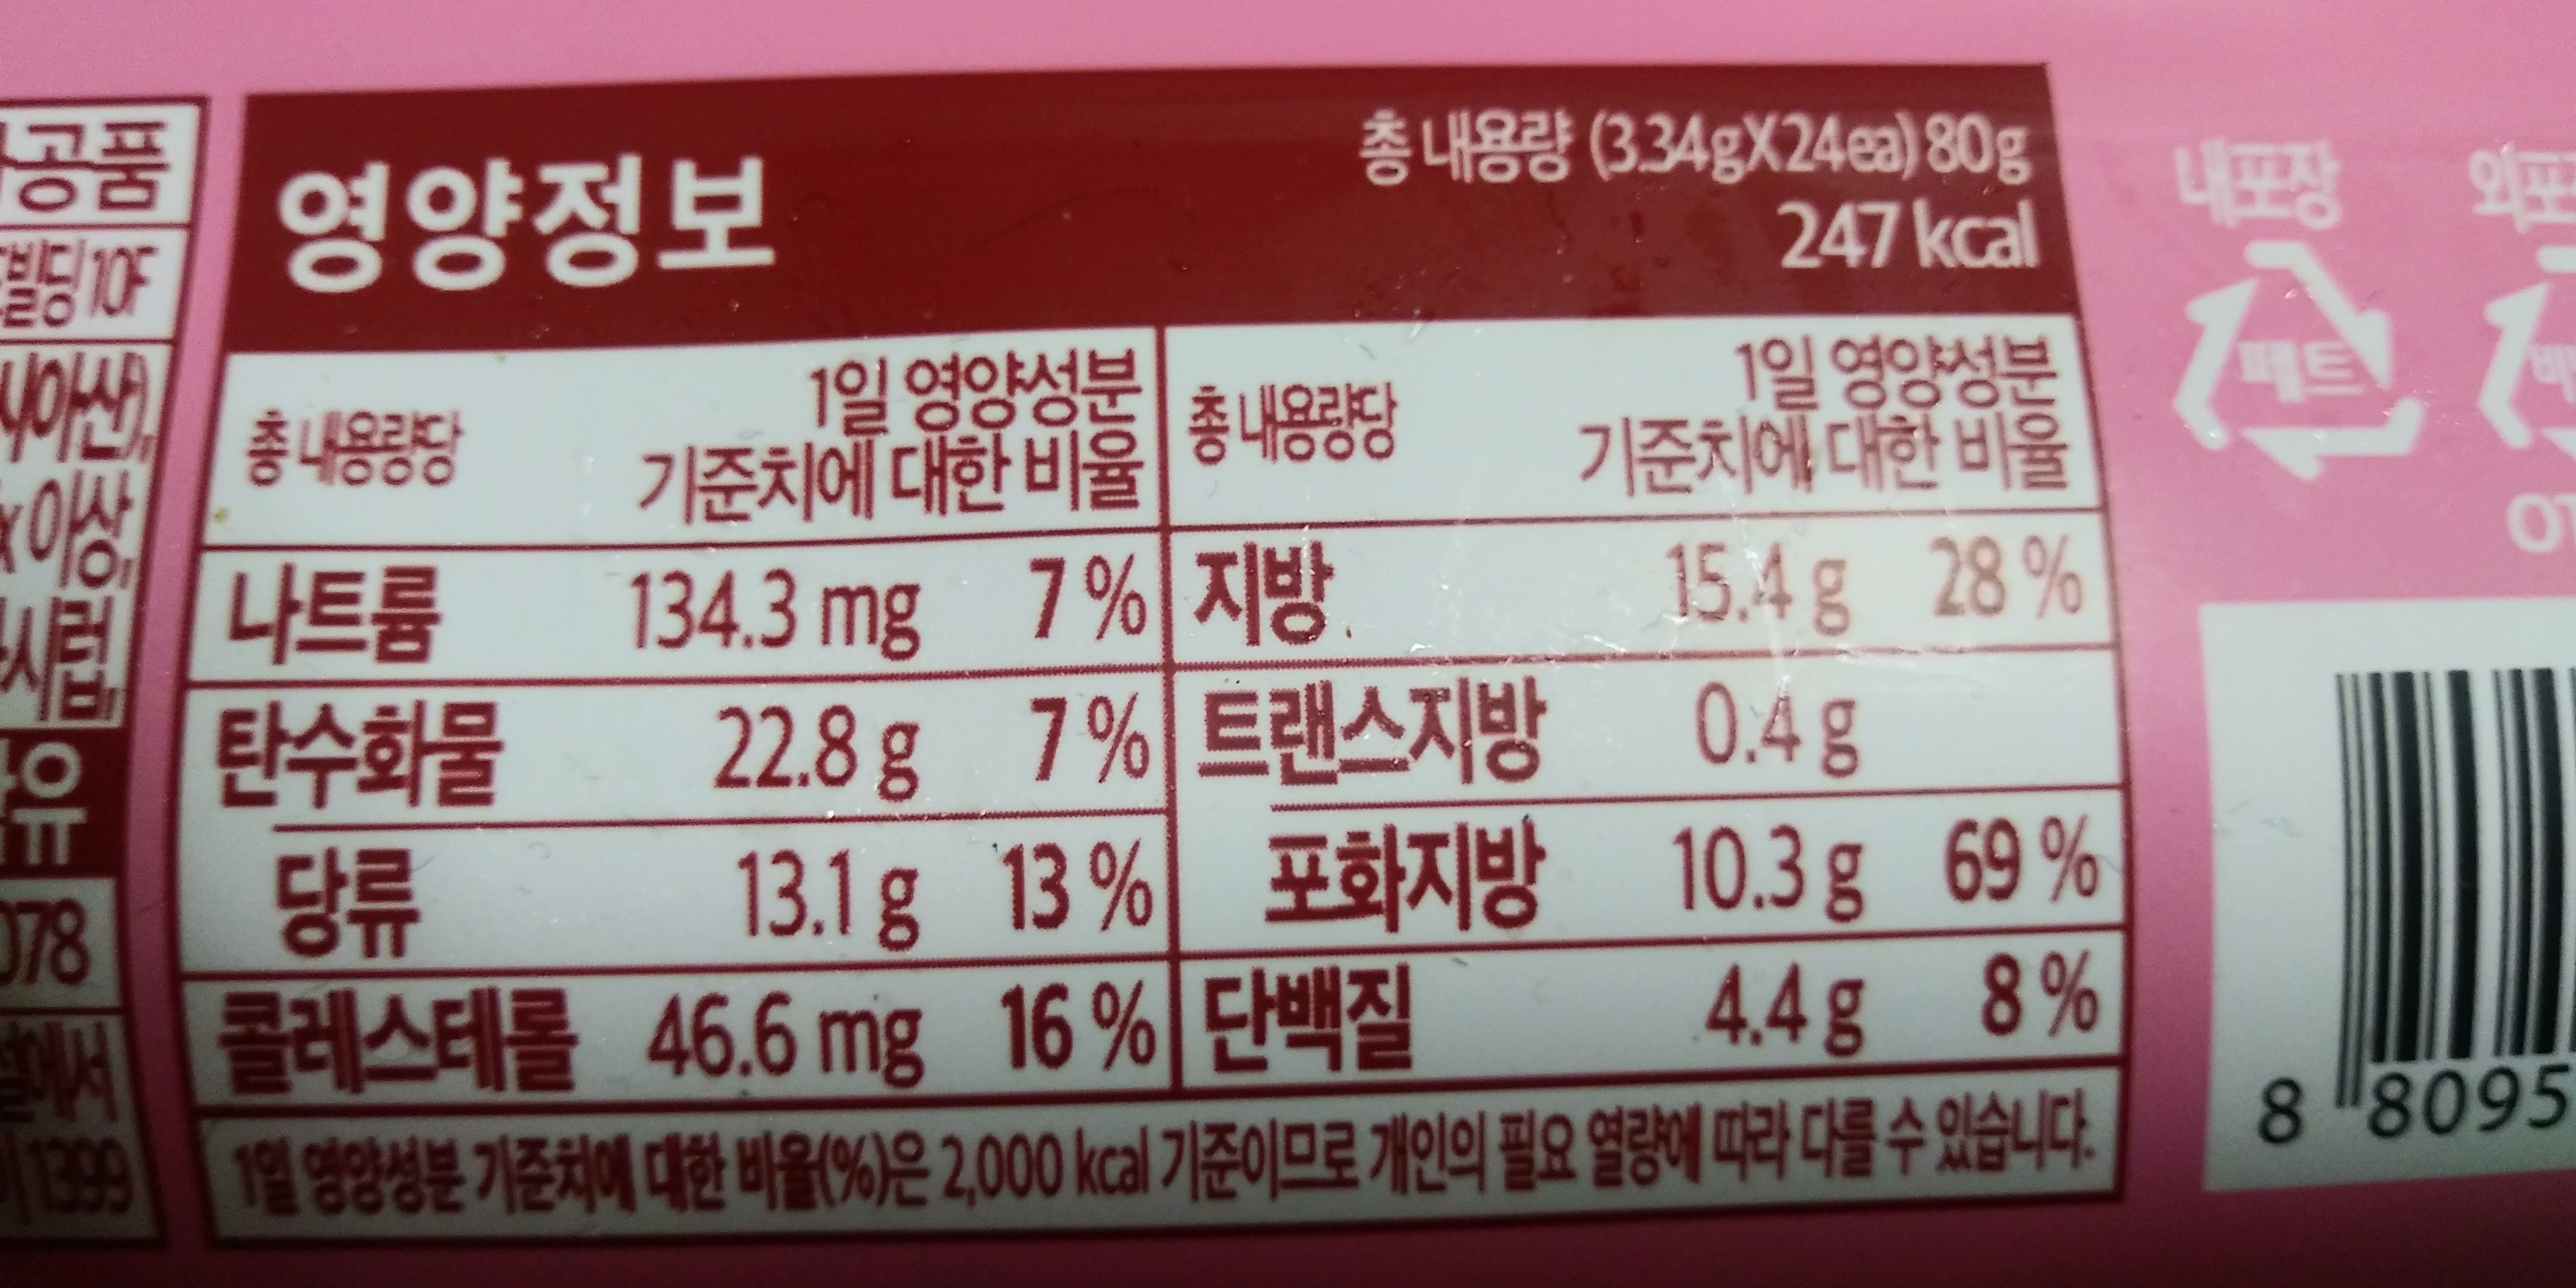 공품
빌딩 10F
이상,
시럽
유
078
1399
영양정보
총 내용량 (3.34gX24ea) 80g
247 kcal
총 내용량당 1일 영양성분 기준치에 대한 비율
나트륨 134.3 mg 7 %
탄수화물 22.8 g 7 %
당류 13.1 g 13 %
콜레스테롤 46.6 mg 16 %
총 내용량당 1일 영양성분 기준치에 대한 비율
지방 15.4 g 28 %
트랜스지방 0.4 g
포화지방 10.3 g 69 %
단백질 4.4 g 8 %
1일 영양성분 기준치에 대한 비율(%)은 2,000 kcal 기준이므로 개인의 필요 열량에 따라 다를 수 있습니다.
내포장
페트
외포
8 8095